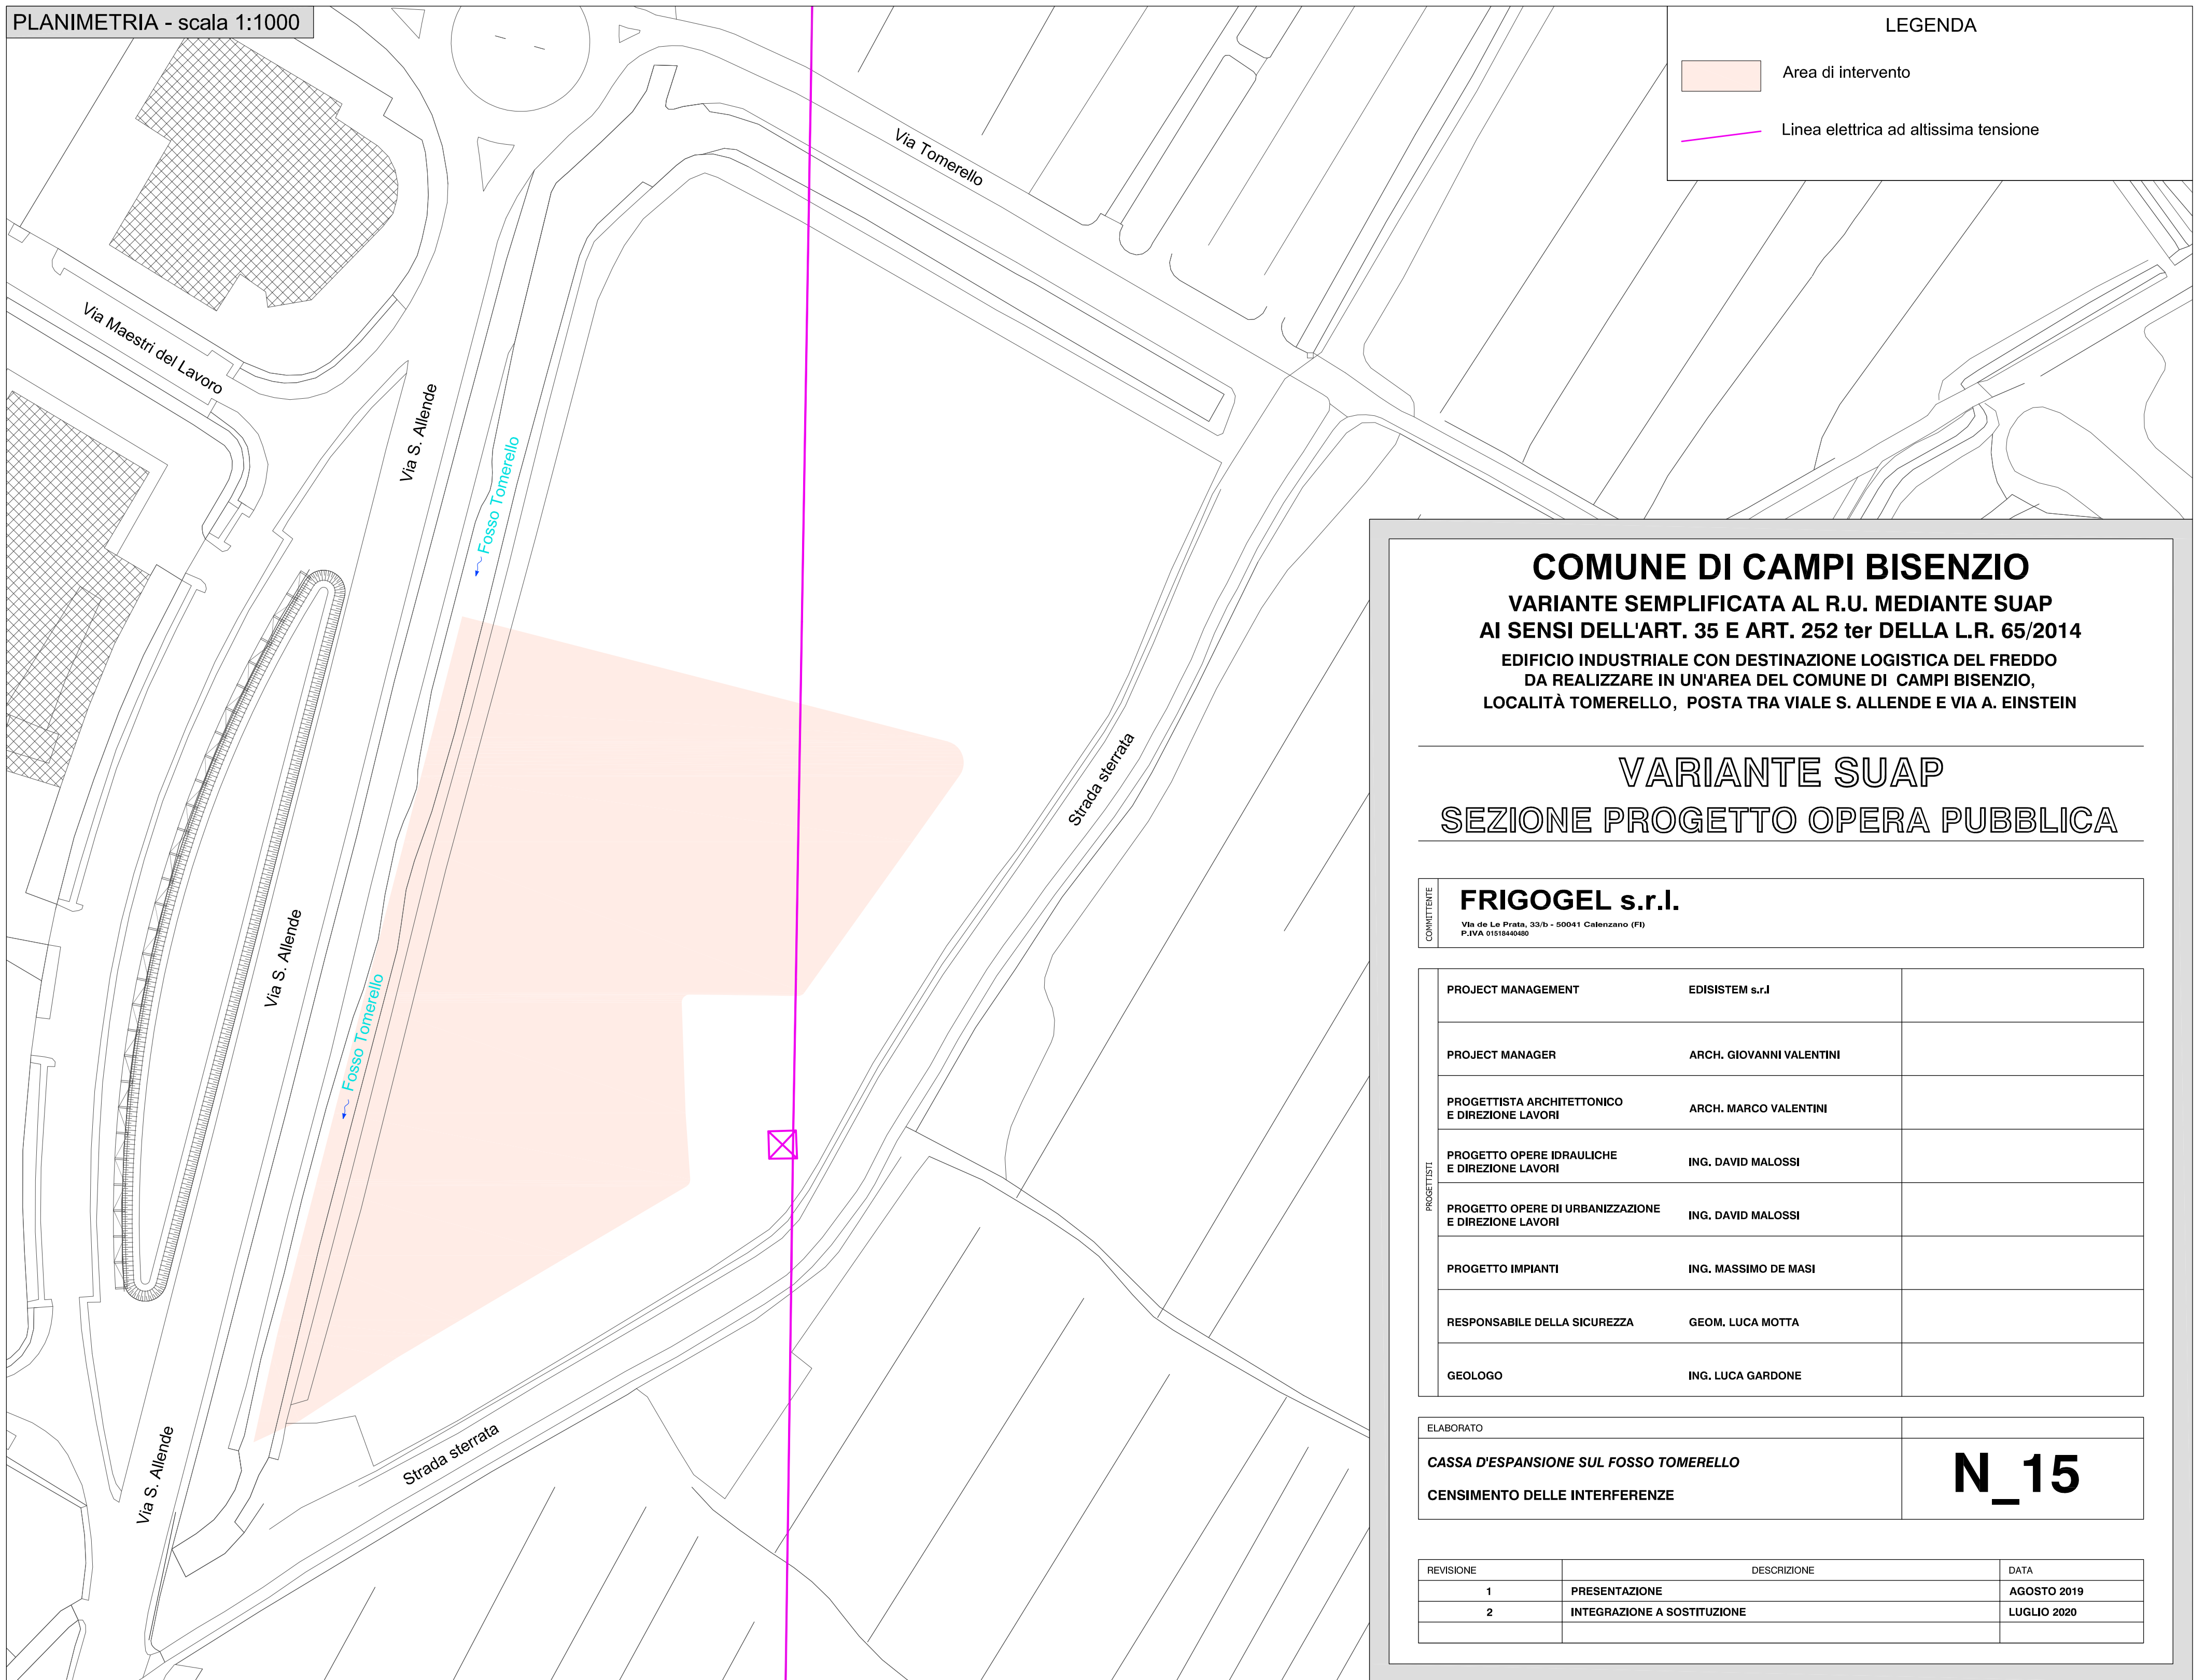 PLANIMETRIA - scala 1:1000
LEGENDA
Area di intervento
Linea elettrica ad altissima tensione
Via Tomerello
Via Maestri del Lavoro
Via S. Allende
Fosso Tomerello
Strada sterrata
Via S. Allende
Fosso Tomerello
Strada sterrata
Via S. Allende
COMUNE DI CAMPI BISENZIO
VARIANTE SEMPLIFICATA AL R.U. MEDIANTE SUAP
AI SENSI DELL'ART. 35 E ART. 252 ter DELLA L.R. 65/2014
EDIFICIO INDUSTRIALE CON DESTINAZIONE LOGISTICA DEL FREDDO
DA REALIZZARE IN UN'AREA DEL COMUNE DI CAMPI BISENZIO,
LOCALITÀ TOMERELLO, POSTA TRA VIALE S. ALLENDE E VIA A. EINSTEIN
VARIANTE SUAP
SEZIONE PROGETTO OPERA PUBBLICA
COMMITTENTE
FRIGOGEL s.r.l.
Via de Le Prata, 33/b - 50041 Calenzano (FI)
P.IVA 01518440480
PROGETTISTI
PROJECT MANAGEMENT EDISISTEM s.r.l
PROJECT MANAGER ARCH. GIOVANNI VALENTINI
PROGETTISTA ARCHITETTONICO
E DIREZIONE LAVORI ARCH. MARCO VALENTINI
PROGETTO OPERE IDRAULICHE
E DIREZIONE LAVORI ING. DAVID MALOSSI
PROGETTO OPERE DI URBANIZZAZIONE
E DIREZIONE LAVORI ING. DAVID MALOSSI
PROGETTO IMPIANTI ING. MASSIMO DE MASI
RESPONSABILE DELLA SICUREZZA GEOM. LUCA MOTTA
GEOLOGO ING. LUCA GARDONE
ELABORATO
CASSA D'ESPANSIONE SUL FOSSO TOMERELLO
CENSIMENTO DELLE INTERFERENZE
N_15
REVISIONE DESCRIZIONE DATA
1 PRESENTAZIONE AGOSTO 2019
2 INTEGRAZIONE A SOSTITUZIONE LUGLIO 2020